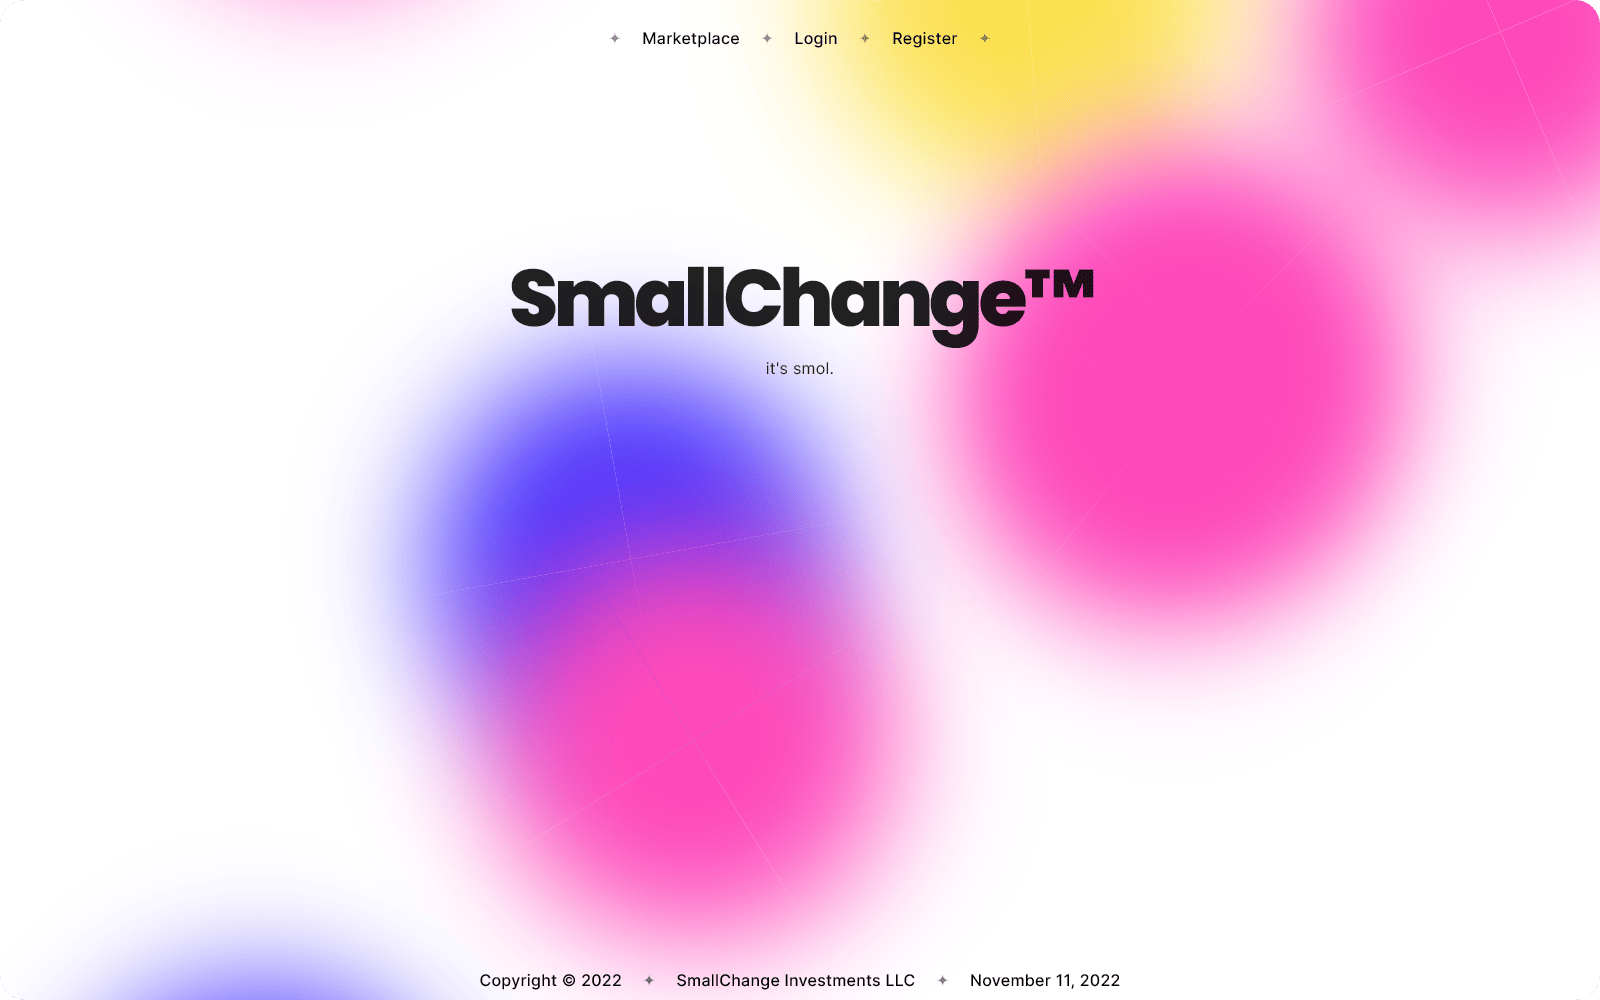 ✦ Marketplace ✦ Login ✦ Register ✦
SmallChange™
it's smol.
Copyright © 2022 ✦ SmallChange Investments LLC ✦ November 11, 2022